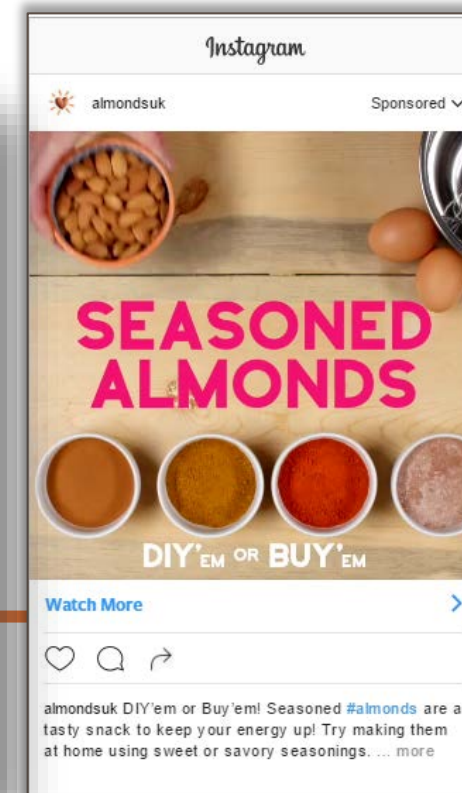 Instagram
almondsuk Sponsored
SEASONED
ALMONDS
DIY'EM OR BUY'EM
Watch More
almondsuk DIY'em or Buy'em! Seasoned #almonds are a
tasty snack to keep your energy up! Try making them
at home using sweet or savory seasonings. ... more